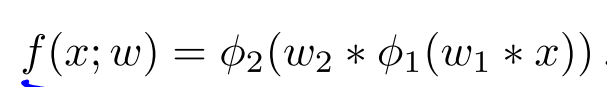 f(x; w) = ϕ₂(w₂ ∗ ϕ₁(w₁ ∗ x)) .